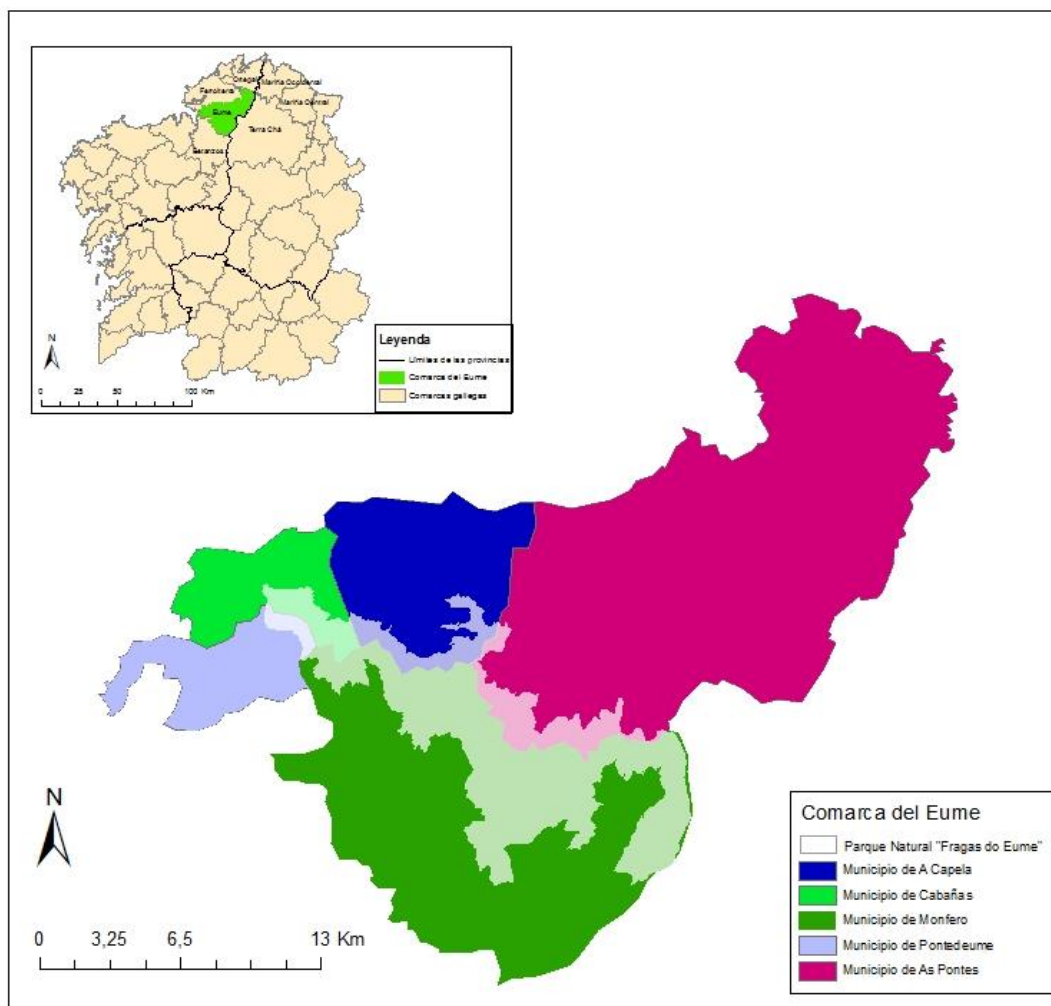 Ortegal
Mariña Occidental
Ferrolterra
Mariña Central
Eume
Terra Chá
Betanzos
N
0 25 50 100 Km
Leyenda
Límites de las provincias
Comarca del Eume
Comarcas gallegas
N
0 3,25 6,5 13 Km
Comarca del Eume
Parque Natural "Fragas do Eume"
Municipio de A Capela
Municipio de Cabañas
Municipio de Monfero
Municipio de Pontedeume
Municipio de As Pontes